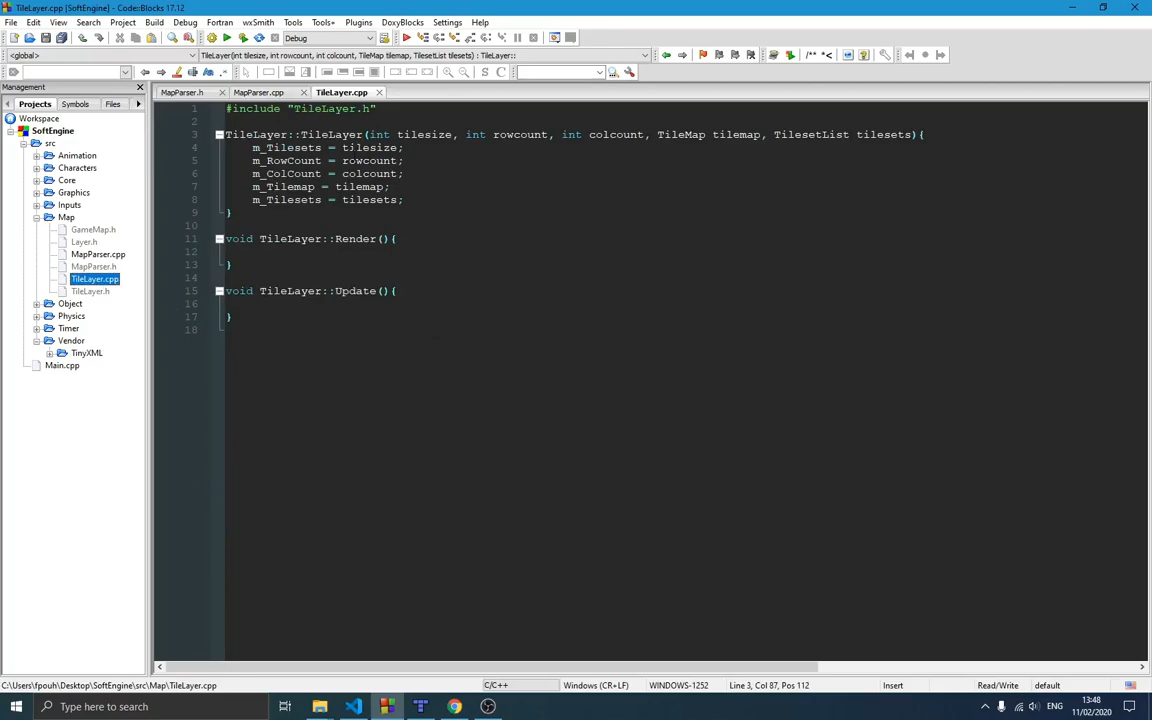 TileLayer.cpp [SoftEngine] - Code::Blocks 17.12
File Edit View Search Project Build Debug Fortran wxSmith Tools Tools+ Plugins DoxyBlocks Settings Help
Debug
<global> TileLayer(int tilesize, int rowcount, int colcount, TileMap tilemap, TilesetList tilesets) : TileLayer:: /** *<
S C
Management
Projects Symbols Files
MapParser.h MapParser.cpp TileLayer.cpp
Workspace
SoftEngine
src
Animation
Characters
Core
Graphics
Inputs
Map
GameMap.h
Layer.h
MapParser.cpp
MapParser.h
TileLayer.cpp
TileLayer.h
Object
Physics
Timer
Vendor
TinyXML
Main.cpp
1 #include "TileLayer.h"
2
3 TileLayer::TileLayer(int tilesize, int rowcount, int colcount, TileMap tilemap, TilesetList tilesets){
4 m_Tilesets = tilesize;
5 m_RowCount = rowcount;
6 m_ColCount = colcount;
7 m_Tilemap = tilemap;
8 m_Tilesets = tilesets;
9 }
10
11 void TileLayer::Render(){
12
13 }
14
15 void TileLayer::Update(){
16
17 }
18
C:\Users\fpouh\Desktop\SoftEngine\src\Map\TileLayer.cpp C/C++ Windows (CR+LF) WINDOWS-1252 Line 3, Col 87, Pos 112 Insert Read/Write default
Type here to search
ENG
13:48
11/02/2020